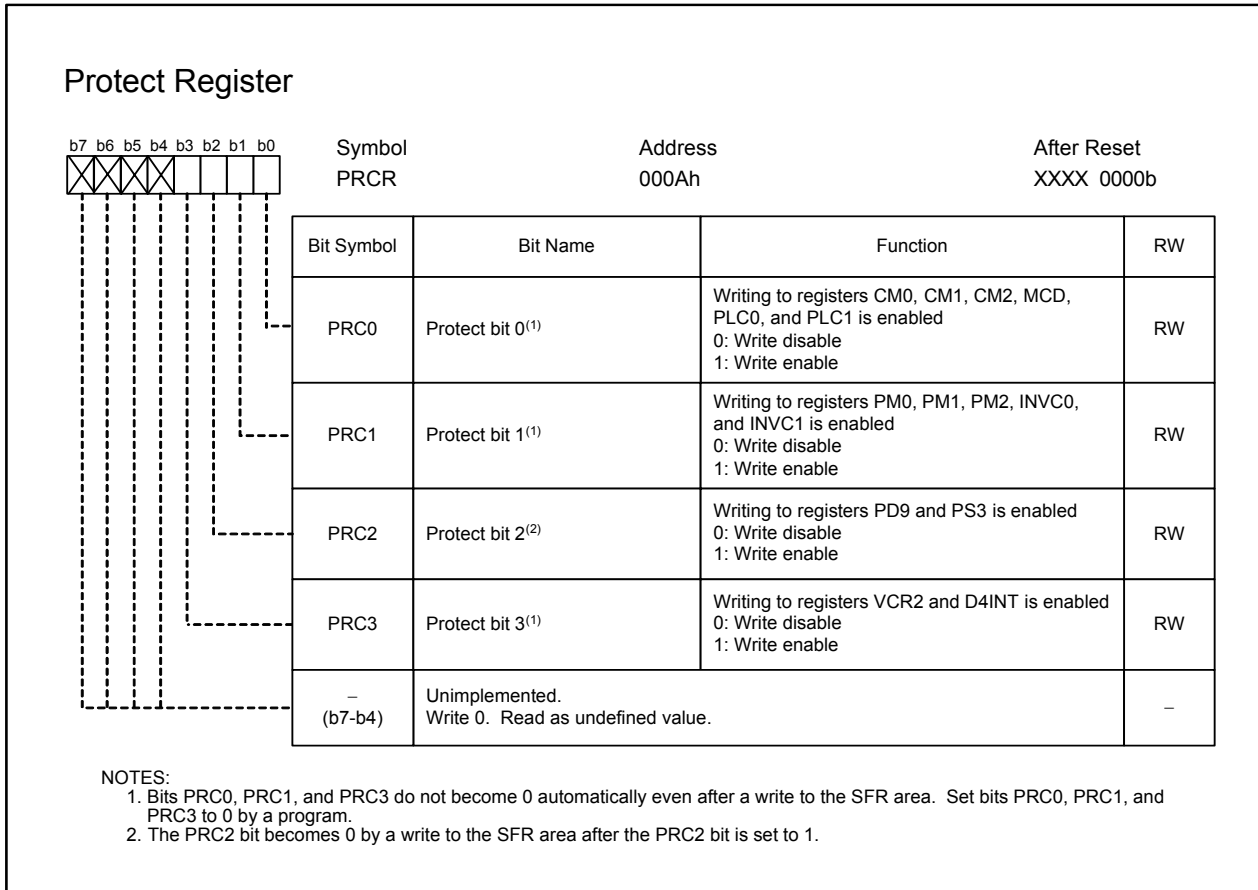 Protect Register
b7 b6 b5 b4 b3 b2 b1 b0
Symbol Address After Reset
PRCR 000Ah XXXX 0000b
Bit Symbol Bit Name Function RW
PRC0 Protect bit 0(1) Writing to registers CM0, CM1, CM2, MCD,
PLC0, and PLC1 is enabled
0: Write disable
1: Write enable RW
PRC1 Protect bit 1(1) Writing to registers PM0, PM1, PM2, INVC0,
and INVC1 is enabled
0: Write disable
1: Write enable RW
PRC2 Protect bit 2(2) Writing to registers PD9 and PS3 is enabled
0: Write disable
1: Write enable RW
PRC3 Protect bit 3(1) Writing to registers VCR2 and D4INT is enabled
0: Write disable
1: Write enable RW
–
(b7-b4) Unimplemented.
Write 0. Read as undefined value. –
NOTES:
1. Bits PRC0, PRC1, and PRC3 do not become 0 automatically even after a write to the SFR area. Set bits PRC0, PRC1, and
PRC3 to 0 by a program.
2. The PRC2 bit becomes 0 by a write to the SFR area after the PRC2 bit is set to 1.